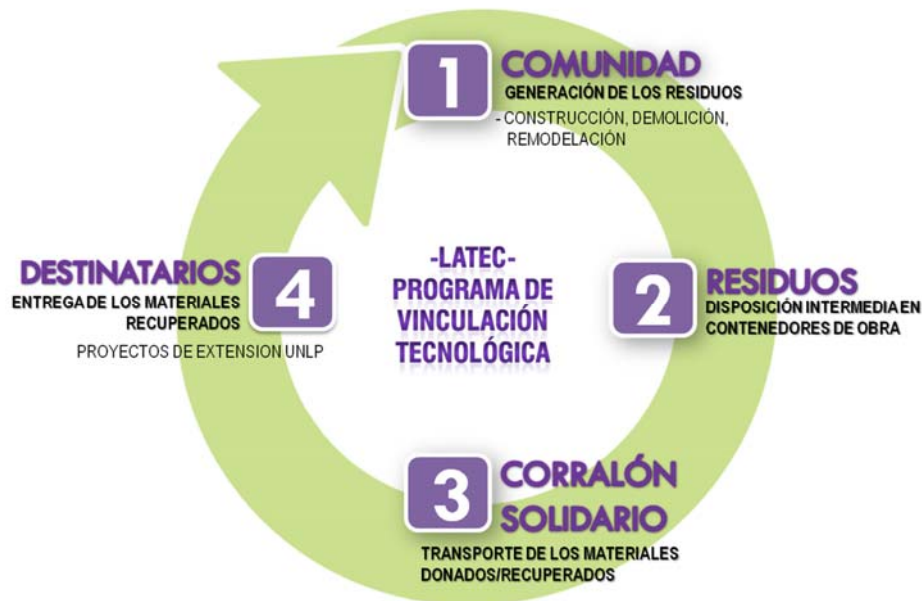 1
COMUNIDAD
GENERACIÓN DE LOS RESIDUOS
- CONSTRUCCIÓN, DEMOLICIÓN,
REMODELACIÓN
2
RESIDUOS
DISPOSICIÓN INTERMEDIA EN
CONTENEDORES DE OBRA
3
CORRALÓN
SOLIDARIO
TRANSPORTE DE LOS MATERIALES
DONADOS/RECUPERADOS
4
DESTINATARIOS
ENTREGA DE LOS MATERIALES
RECUPERADOS
PROYECTOS DE EXTENSION UNLP
-LATEC-
PROGRAMA DE
VINCULACIÓN
TECNOLÓGICA